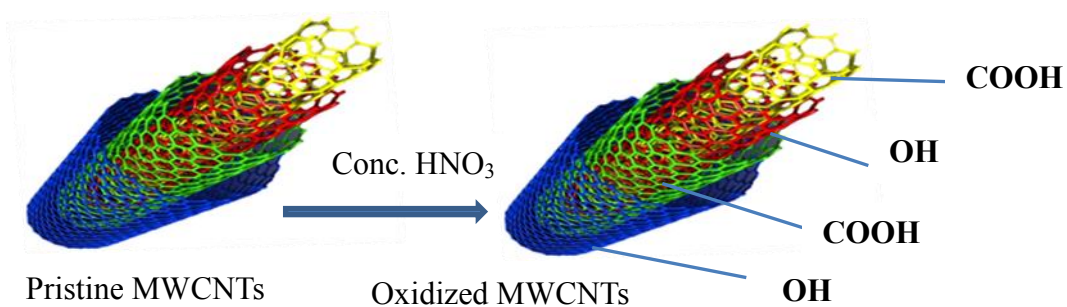 COOH
OH
Conc. HNO₃
COOH
Pristine MWCNTs
Oxidized MWCNTs
OH